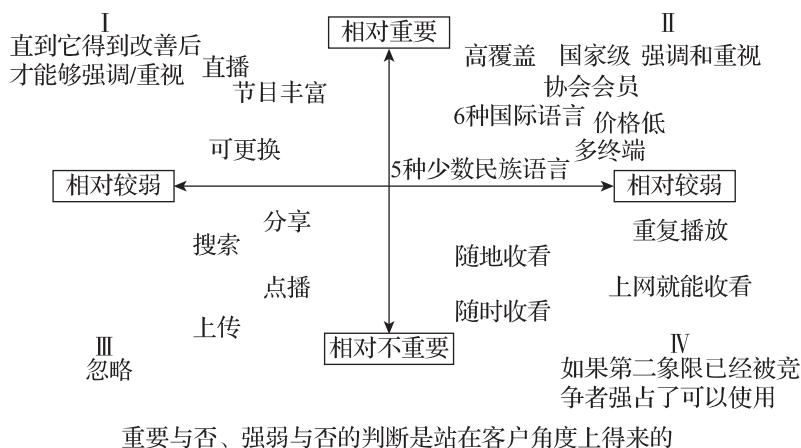 Ⅰ
直到它得到改善后
才能够强调/重视
直播
节目丰富
可更换
相对重要
Ⅱ
高覆盖 国家级 强调和重视
协会会员
6种国际语言 价格低
多终端
5种少数民族语言
相对较弱
相对较弱
分享
搜索
点播
上传
Ⅲ
忽略
相对不重要
重复播放
随地收看
上网就能收看
随时收看
Ⅳ
如果第二象限已经被竞
争者强占了可以使用
重要与否、强弱与否的判断是站在客户角度上得来的